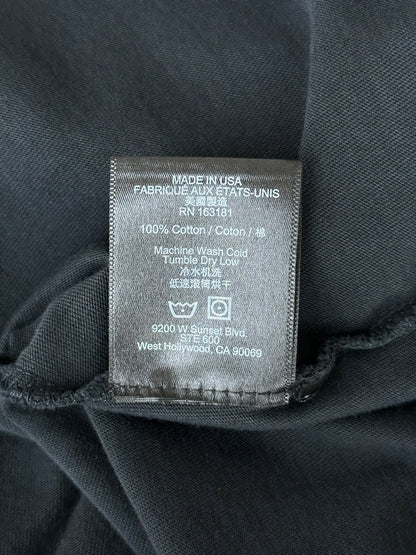 MADE IN USA
FABRIQUÉ AUX ÉTATS-UNIS
美國製造
RN 163181
100% Cotton / Coton / 棉
Machine Wash Cold
Tumble Dry Low
冷水机洗
低速滚筒烘干
9200 W Sunset Blvd.
STE 600
West Hollywood, CA 90069